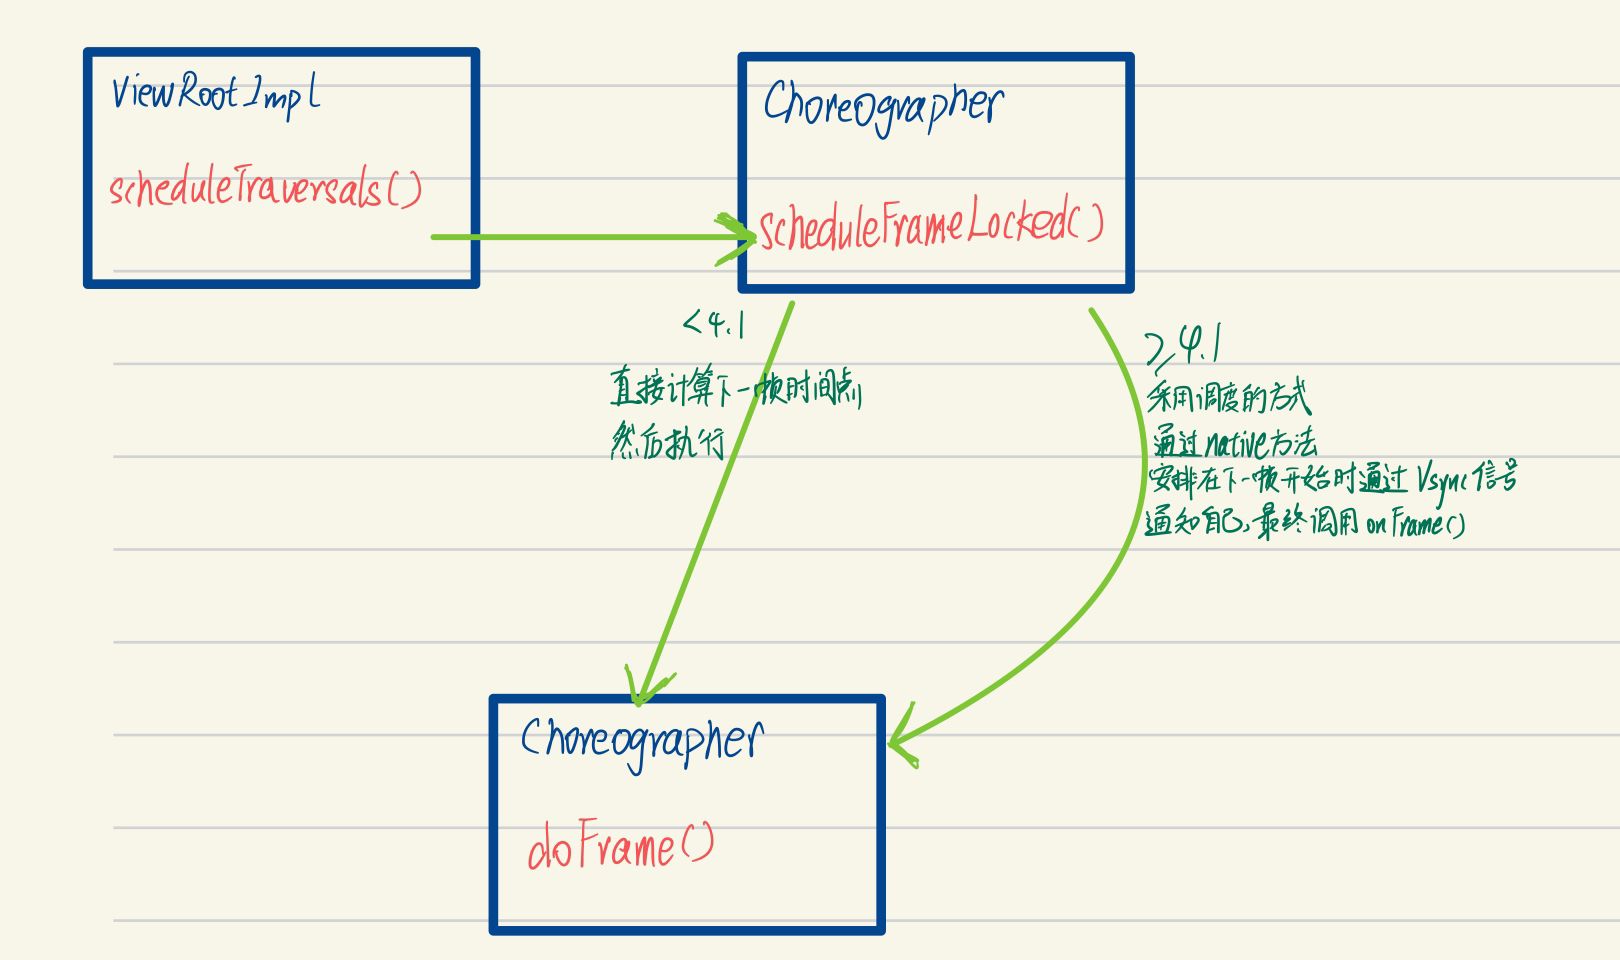 ViewRootImpl
scheduleTraversals()
Choreographer
scheduleFrameLocked()
<4.1
直接计算下一帧时间点,
然后执行
≥4.1
采用调度的方式
通过native方法
安排在下一帧开始时通过Vsync信号
通知自己,最终调用onFrame()
Choreographer
doFrame()